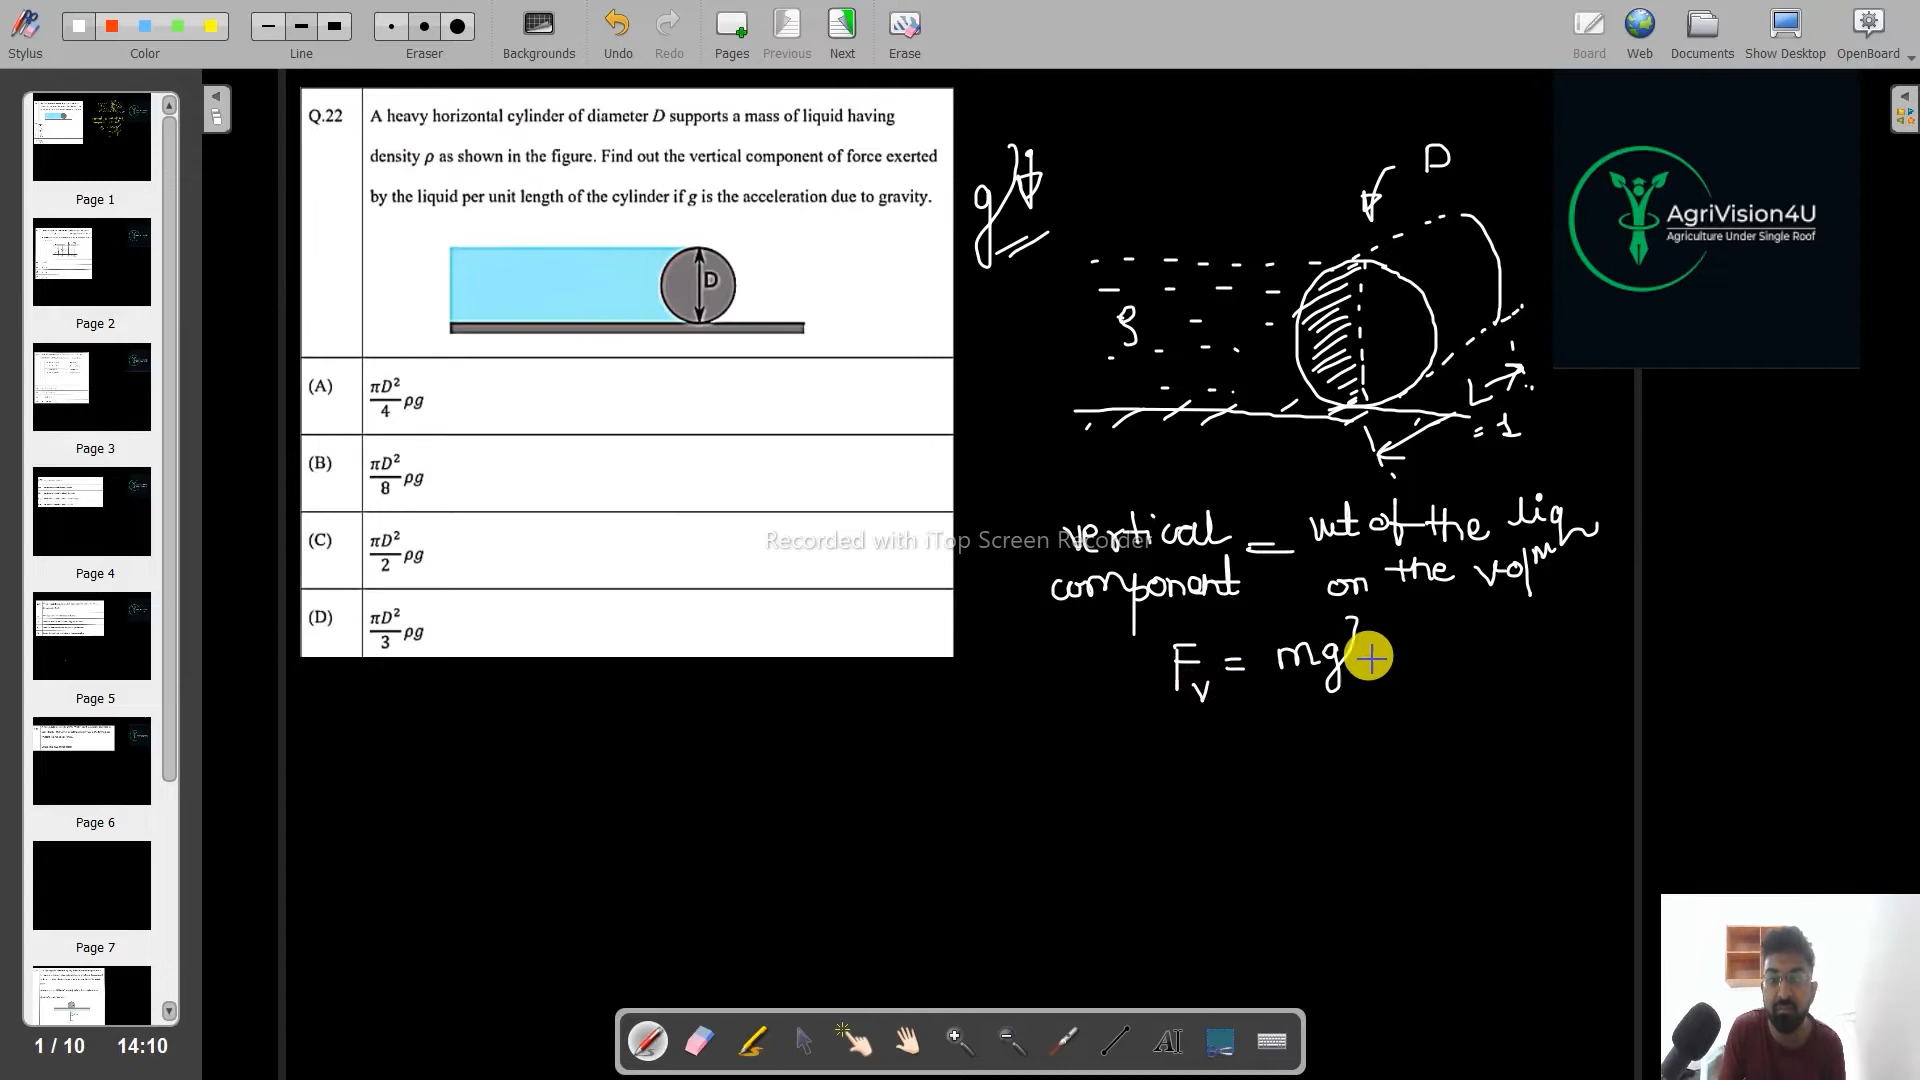 Stylus
Color
Line
Eraser
Backgrounds
Undo
Redo
Pages
Previous
Next
Erase
Board
Web
Documents
Show Desktop
OpenBoard
Page 1
Page 2
Page 3
Page 4
Page 5
Page 6
Page 7
1 / 10
14:10
Q.22
A heavy horizontal cylinder of diameter D supports a mass of liquid having
density ρ as shown in the figure. Find out the vertical component of force exerted
by the liquid per unit length of the cylinder if g is the acceleration due to gravity.
D
(A) πD²/4 ρg
(B) πD²/8 ρg
(C) πD²/2 ρg
(D) πD²/3 ρg
g
D
ρ
L
= 1
vertical = wt of the liq
component on the volm
Fv = mg
AgriVision4U
Agriculture Under Single Roof
Recorded with iTop Screen Recorder
AI